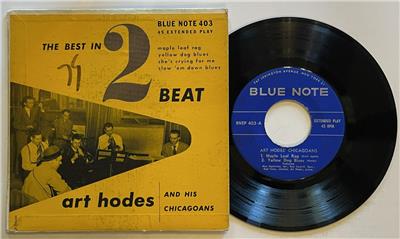 BLUE NOTE 403
45 EXTENDED PLAY
THE BEST IN
2
BEAT
maple leaf rag
yellow dog blues
she's crying for me
slow 'em down blues
art hodes
AND HIS
CHICAGOANS
BLUE NOTE
BNEP 403-A
EXTENDED PLAY
45 RPM
ART HODES' CHICAGOANS
1. Maple Leaf Rag
2. Yellow Dog Blues